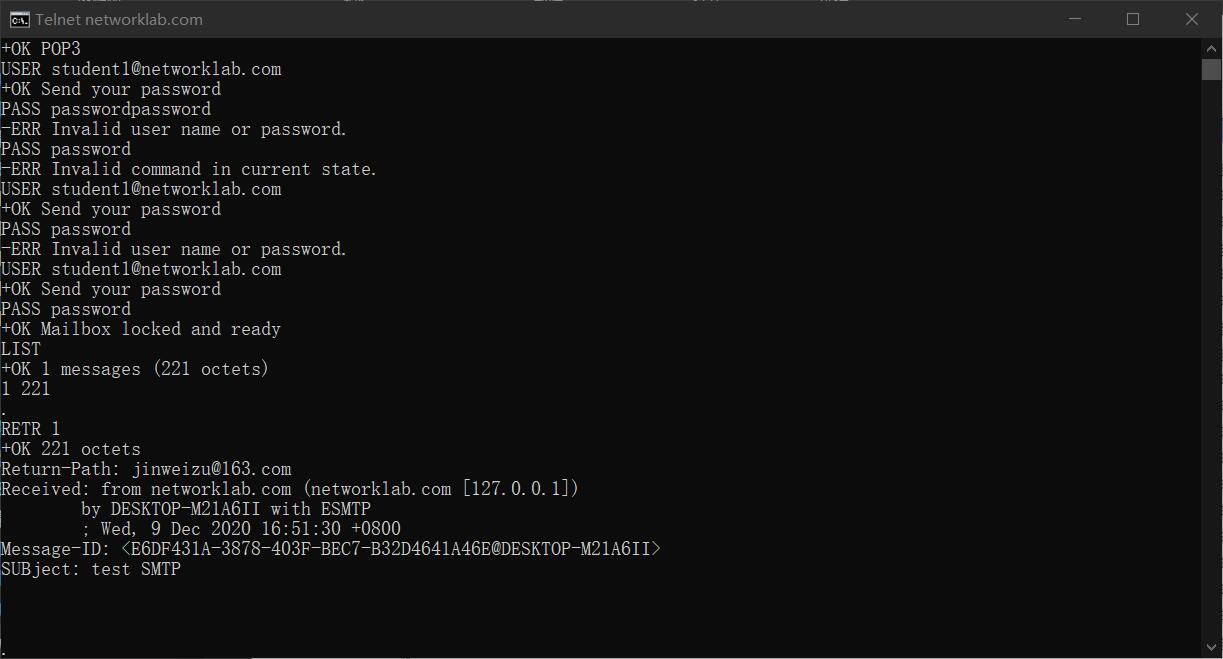 Telnet networklab.com
+OK POP3
USER student1@networklab.com
+OK Send your password
PASS passwordpassword
-ERR Invalid user name or password.
PASS password
-ERR Invalid command in current state.
USER student1@networklab.com
+OK Send your password
PASS password
-ERR Invalid user name or password.
USER student1@networklab.com
+OK Send your password
PASS password
+OK Mailbox locked and ready
LIST
+OK 1 messages (221 octets)
1 221
.
RETR 1
+OK 221 octets
Return-Path: jinweizu@163.com
Received: from networklab.com (networklab.com [127.0.0.1])
        by DESKTOP-M21A6II with ESMTP
        ; Wed, 9 Dec 2020 16:51:30 +0800
Message-ID: <E6DF431A-3878-403F-BEC7-B32D4641A46E@DESKTOP-M21A6II>
SUBject: test SMTP
.